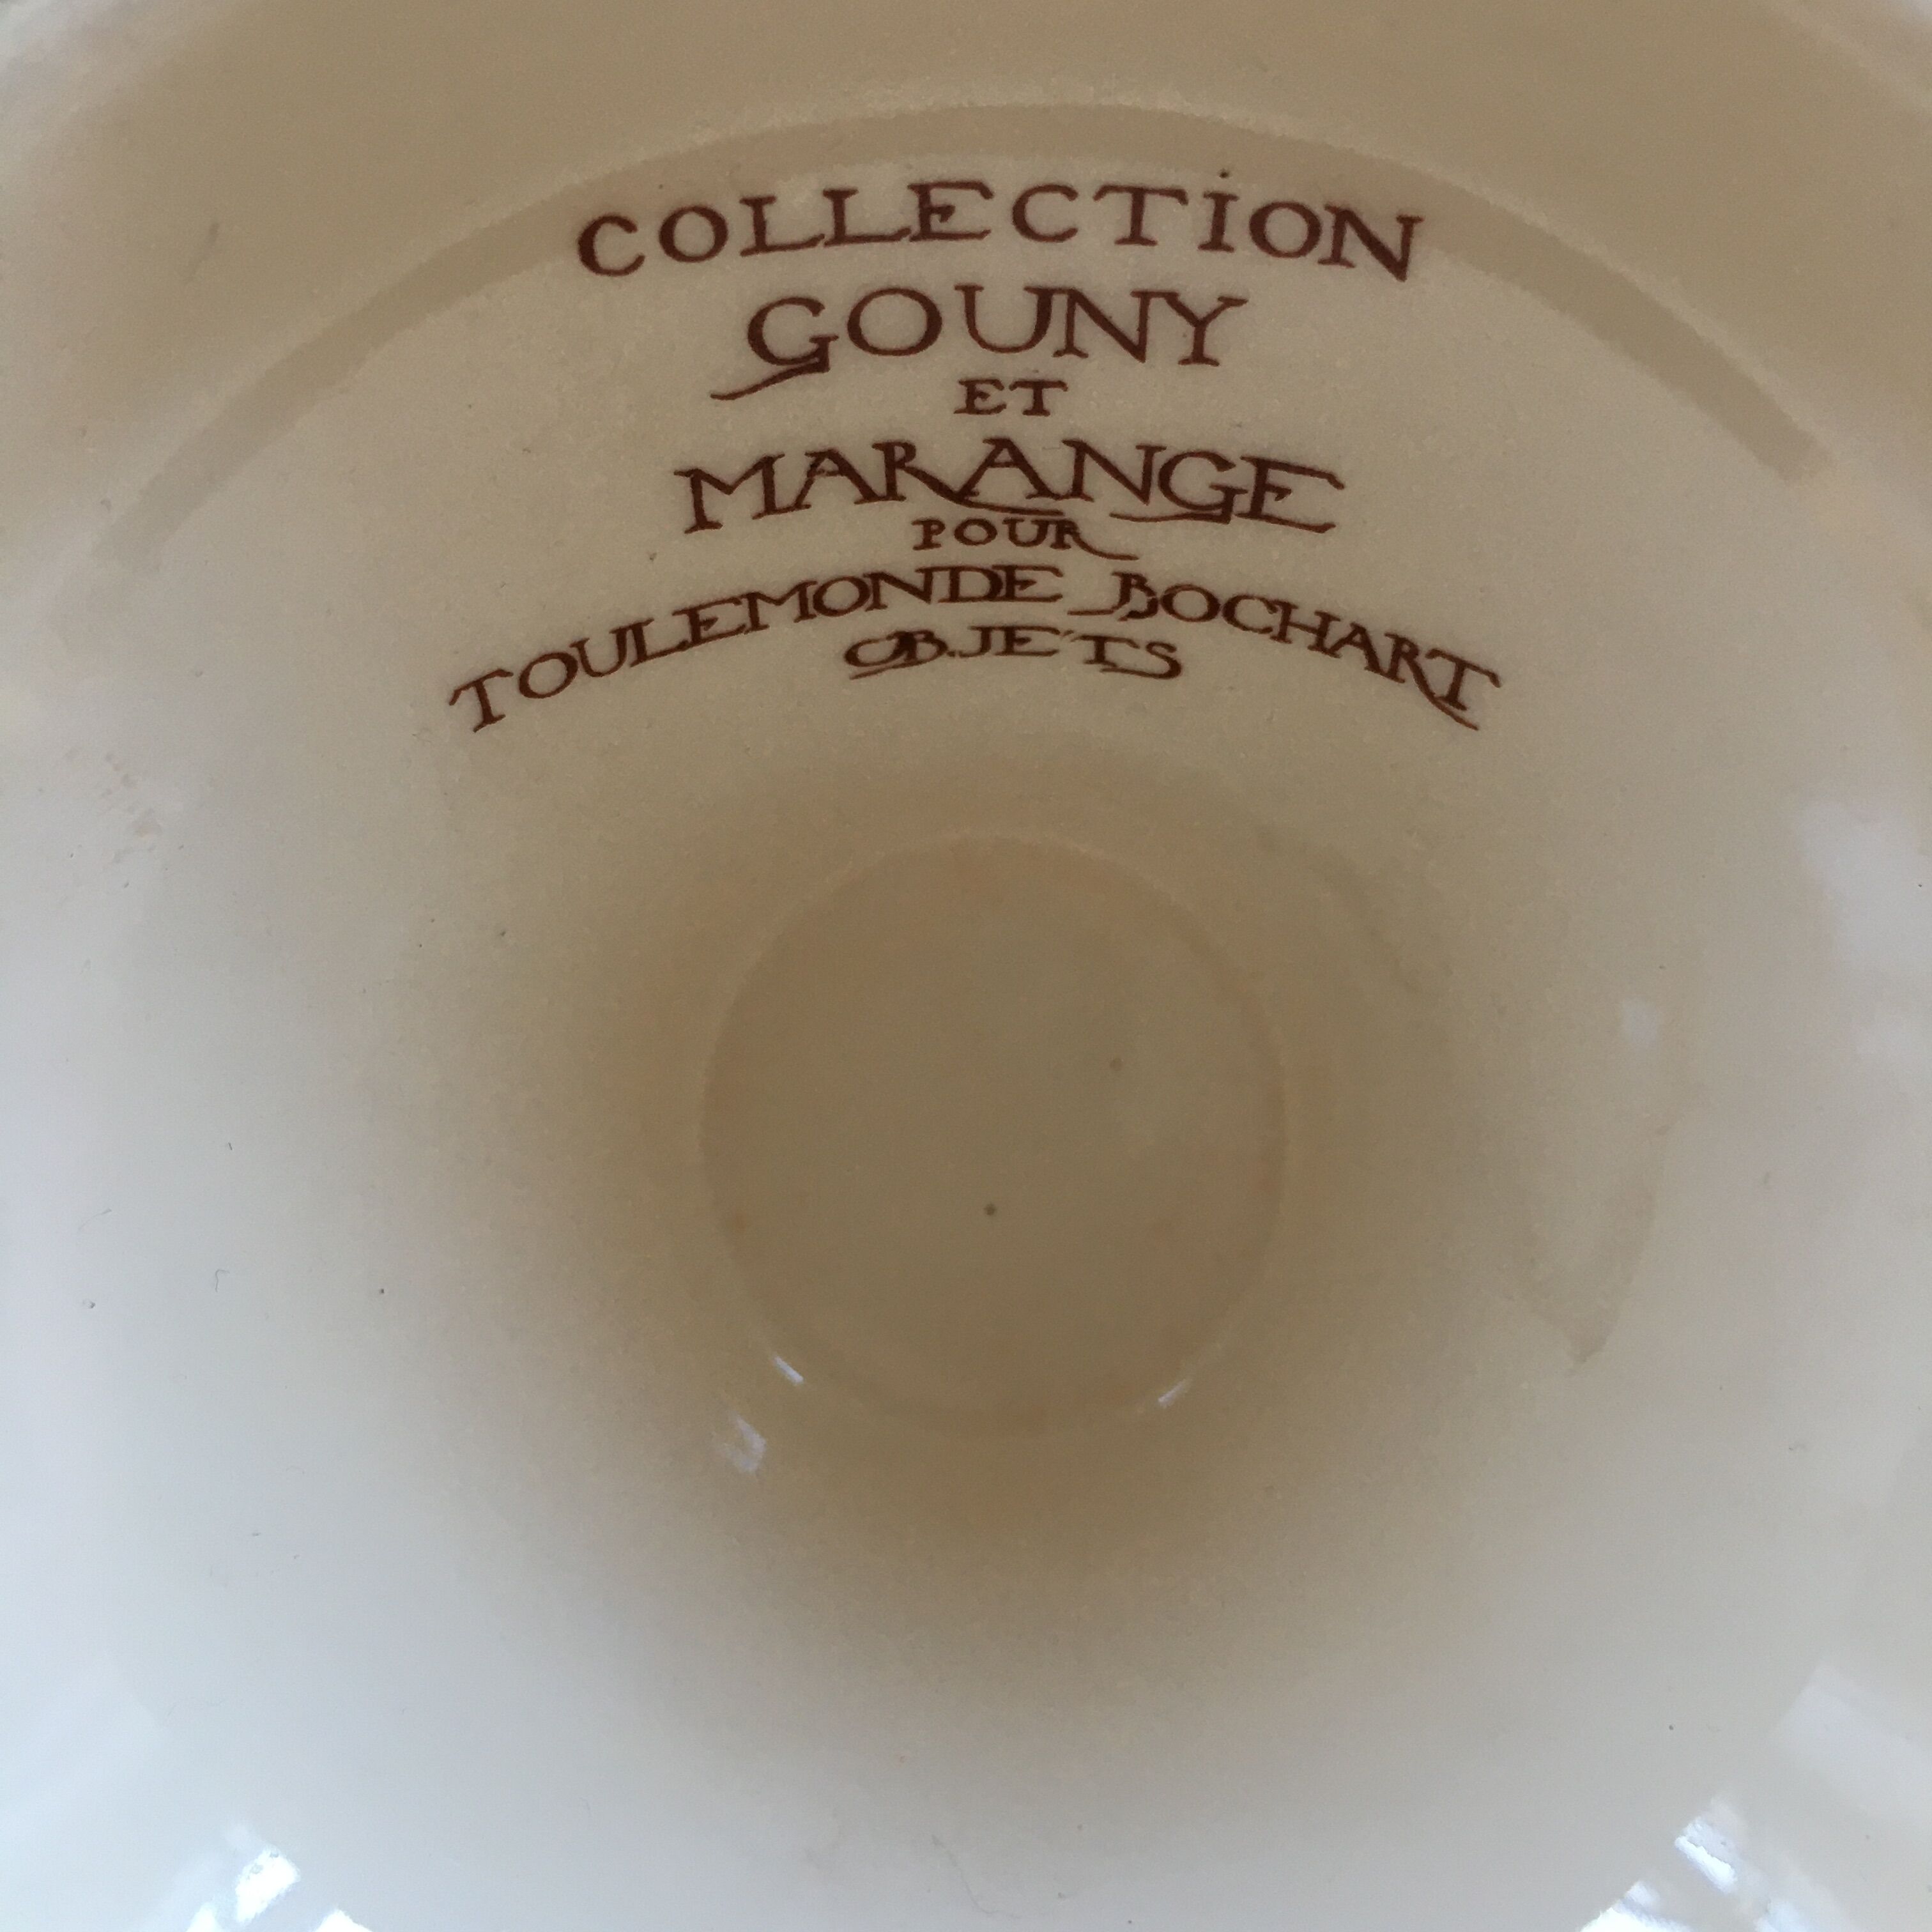 COLLECTION
GOUNY
ET
MARANGE
POUR
TOULEMONDE BOCHART
OBJETS